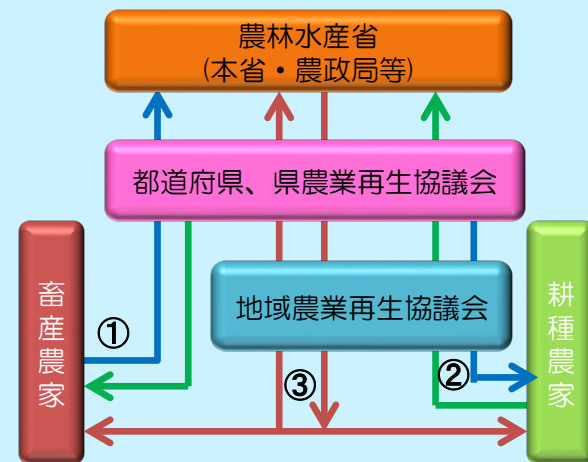 農林水産省
(本省・農政局等)
都道府県、県農業再生協議会
地域農業再生協議会
畜産農家
耕種農家
①
②
③